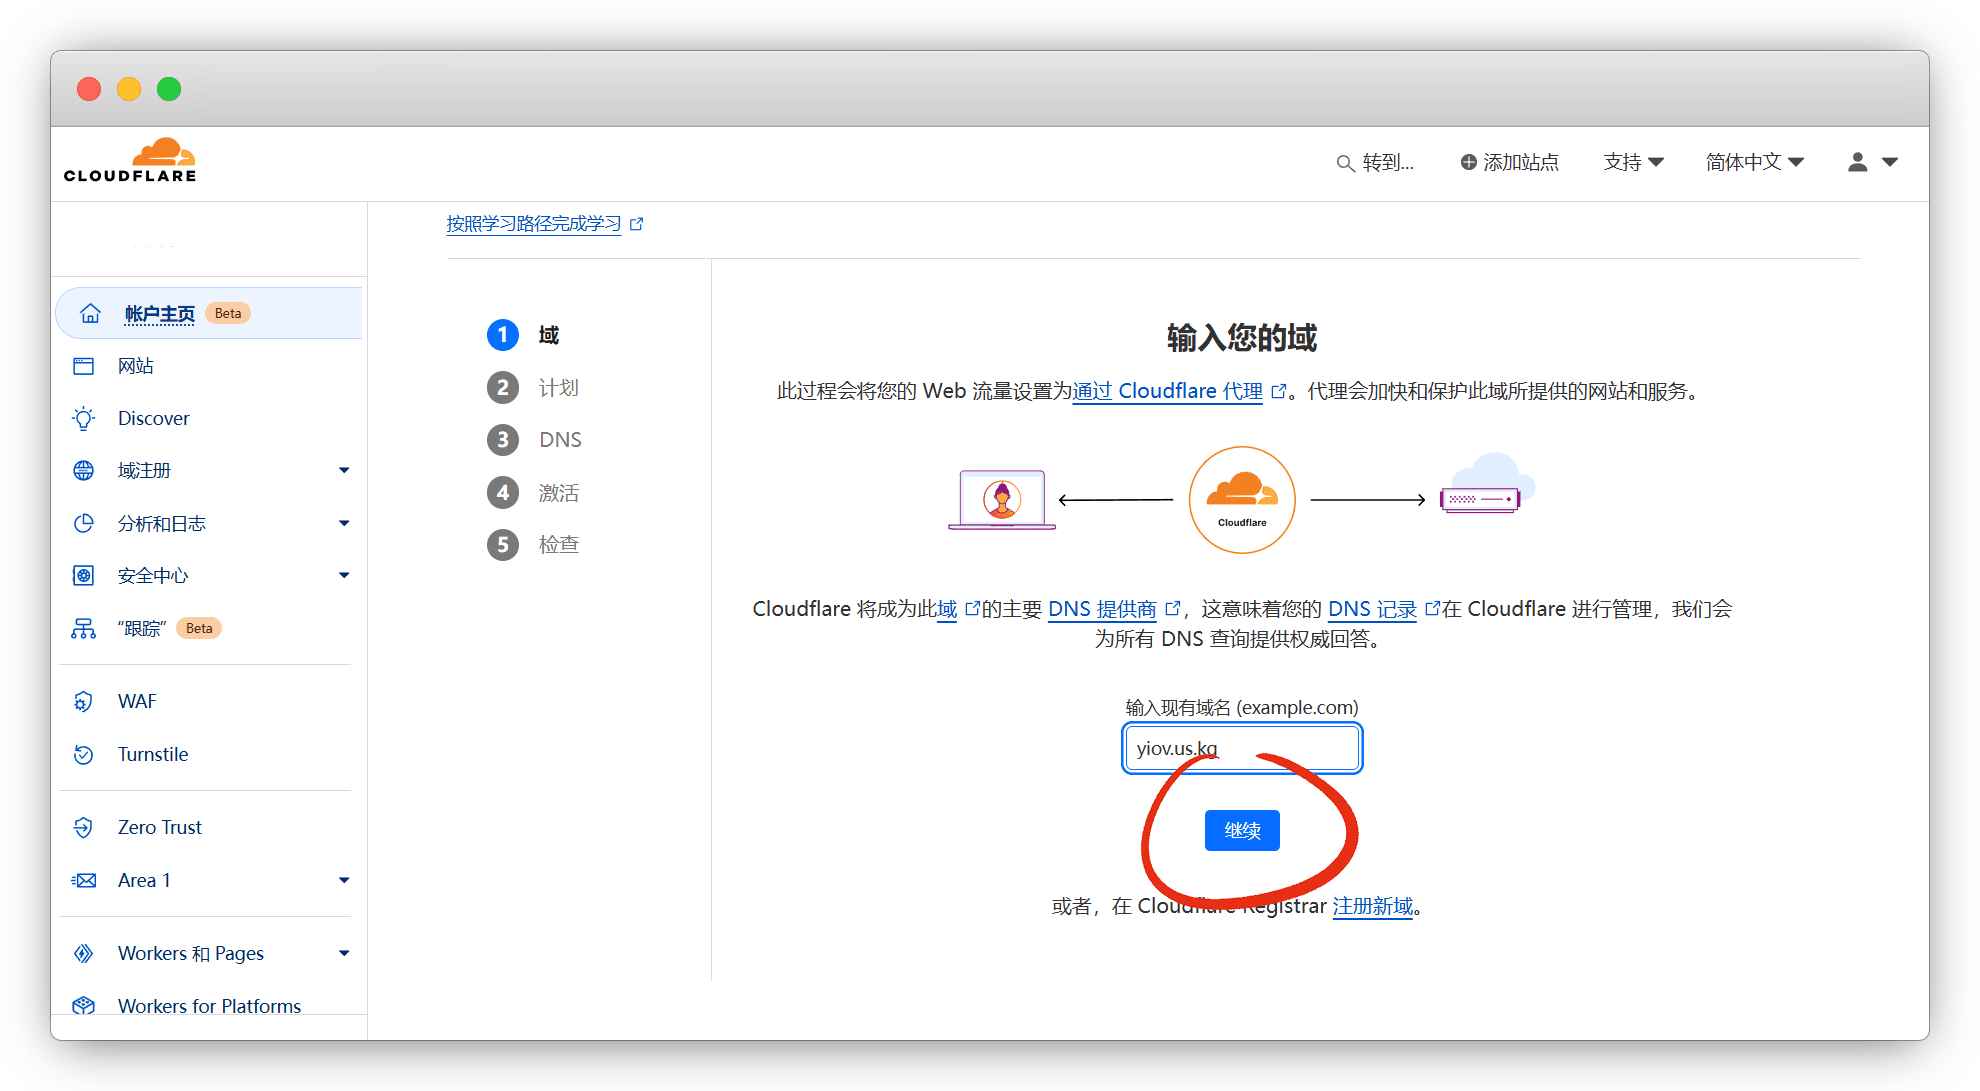 CLOUDFLARE
转到...
添加站点
支持
简体中文
按照学习路径完成学习
帐户主页 Beta
网站
Discover
域注册
分析和日志
安全中心
“跟踪” Beta
WAF
Turnstile
Zero Trust
Area 1
Workers 和 Pages
Workers for Platforms
1 域
2 计划
3 DNS
4 激活
5 检查
输入您的域
此过程会将您的 Web 流量设置为通过 Cloudflare 代理。代理会加快和保护此域所提供的网站和服务。
Cloudflare
Cloudflare 将成为此域的主要 DNS 提供商，这意味着您的 DNS 记录在 Cloudflare 进行管理，我们会
为所有 DNS 查询提供权威回答。
输入现有域名 (example.com)
yiov.us.kg
继续
或者，在 Cloudflare Registrar 注册新域。